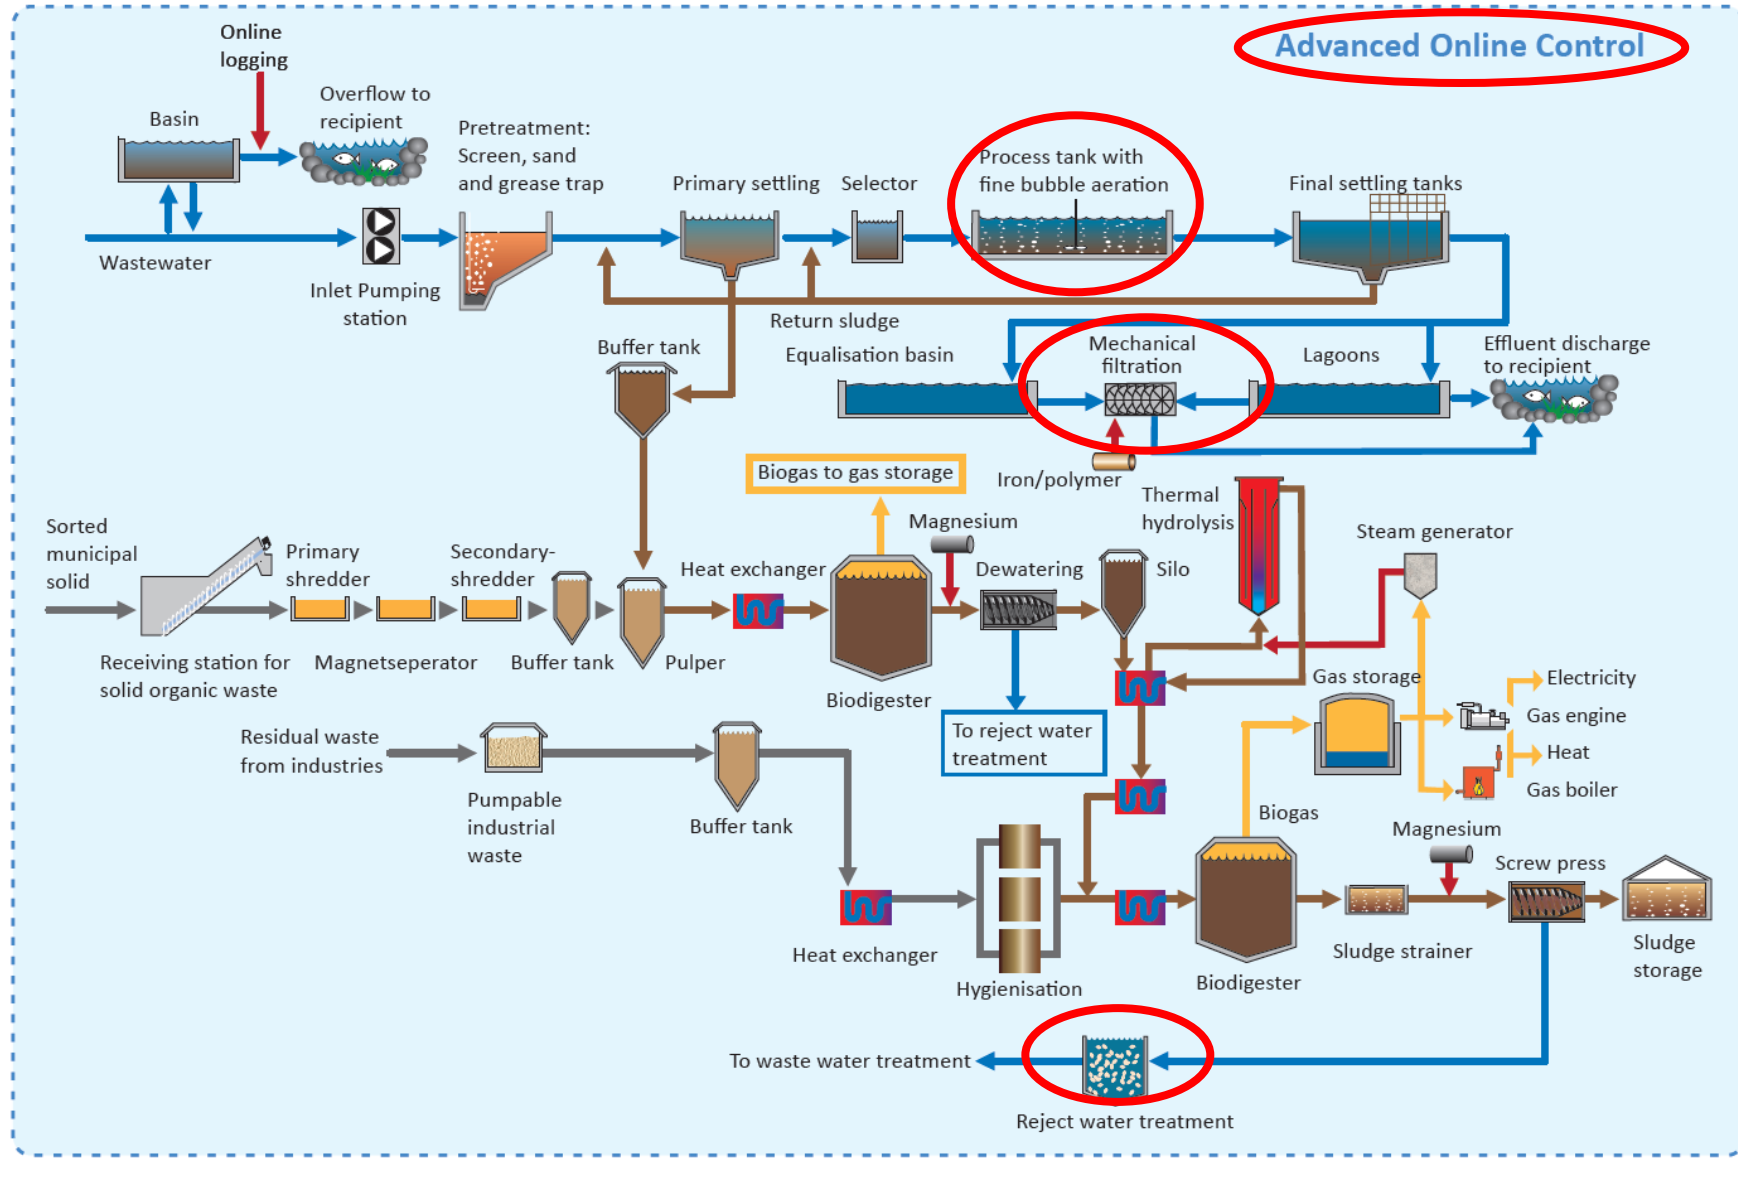 Advanced Online Control
Online
logging
Overflow to
recipient
Basin
Pretreatment:
Screen, sand
and grease trap
Primary settling
Selector
Process tank with
fine bubble aeration
Final settling tanks
Wastewater
Inlet Pumping
station
Return sludge
Buffer tank
Equalisation basin
Mechanical
filtration
Lagoons
Effluent discharge
to recipient
Biogas to gas storage
Iron/polymer
Thermal
hydrolysis
Sorted
municipal
solid
Primary
shredder
Secondary-
shredder
Heat exchanger
Magnesium
Dewatering
Silo
Steam generator
Receiving station for
solid organic waste
Magnetseperator
Buffer tank
Pulper
Biodigester
To reject water
treatment
Gas storage
Electricity
Gas engine
Heat
Gas boiler
Residual waste
from industries
Pumpable
industrial
waste
Buffer tank
Biogas
Magnesium
Screw press
Heat exchanger
Hygienisation
Biodigester
Sludge strainer
Sludge
storage
To waste water treatment
Reject water treatment